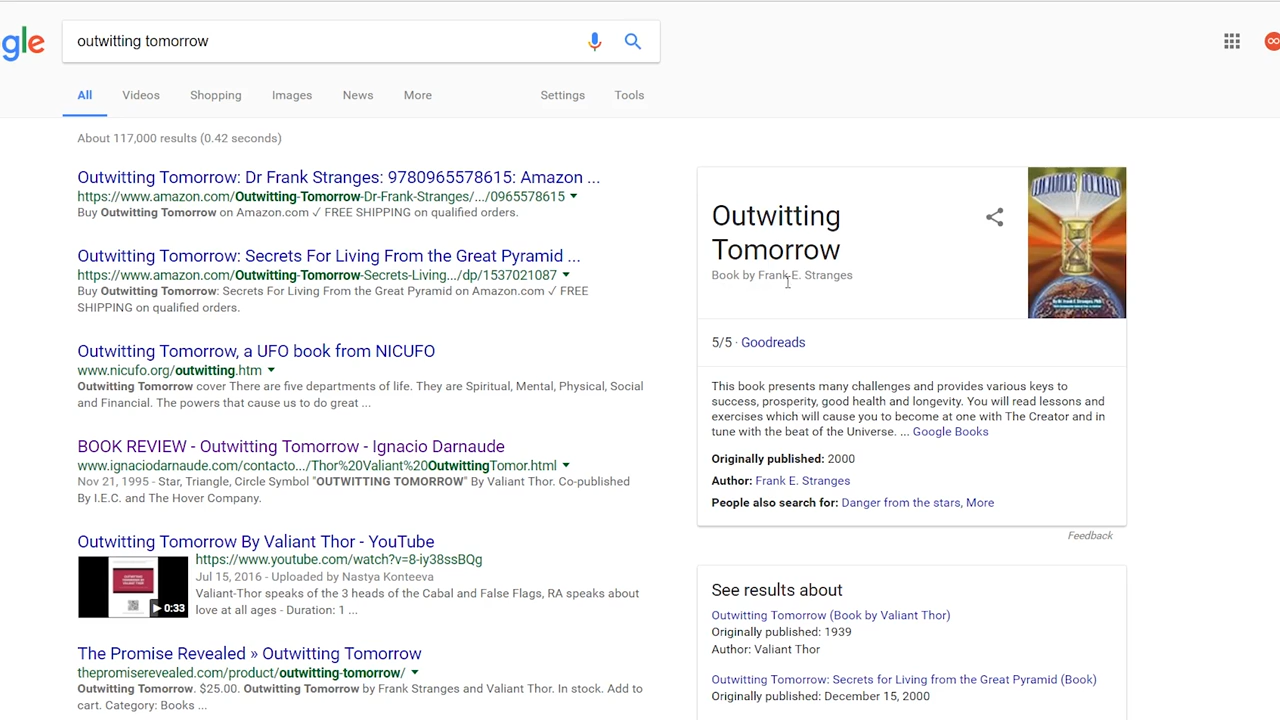 gle
outwitting tomorrow
All Videos Shopping Images News More Settings Tools
About 117,000 results (0.42 seconds)
Outwitting Tomorrow: Dr Frank Stranges: 9780965578615: Amazon ...
https://www.amazon.com/Outwitting-Tomorrow-Dr-Frank-Stranges/.../0965578615
Buy Outwitting Tomorrow on Amazon.com ✓ FREE SHIPPING on qualified orders.
Outwitting Tomorrow: Secrets For Living From the Great Pyramid ...
https://www.amazon.com/Outwitting-Tomorrow-Secrets-Living.../dp/1537021087
Buy Outwitting Tomorrow: Secrets For Living From the Great Pyramid on Amazon.com ✓ FREE
SHIPPING on qualified orders.
Outwitting Tomorrow, a UFO book from NICUFO
www.nicufo.org/outwitting.htm
Outwitting Tomorrow cover There are five departments of life. They are Spiritual, Mental, Physical, Social
and Financial. The powers that cause us to do great ...
BOOK REVIEW - Outwitting Tomorrow - Ignacio Darnaude
www.ignaciodarnaude.com/contacto.../Thor%20Valiant%20OutwittingTomor.html
Nov 21, 1995 - Star, Triangle, Circle Symbol "OUTWITTING TOMORROW" By Valiant Thor. Co-published
By I.E.C. and The Hover Company.
Outwitting Tomorrow By Valiant Thor - YouTube
https://www.youtube.com/watch?v=8-iy38ssBQg
Jul 15, 2016 - Uploaded by Nastya Konteeva
Valiant-Thor speaks of the 3 heads of the Cabal and False Flags, RA speaks about
love at all ages - Duration: 1 ...
0:33
The Promise Revealed » Outwitting Tomorrow
thepromiserevealed.com/product/outwitting-tomorrow/
Outwitting Tomorrow. $25.00. Outwitting Tomorrow by Frank Stranges and Valiant Thor. In stock. Add to
cart. Category: Books ...
Outwitting
Tomorrow
Book by Frank E. Stranges
5/5 · Goodreads
This book presents many challenges and provides various keys to
success, prosperity, good health and longevity. You will read lessons and
exercises which will cause you to become at one with The Creator and in
tune with the beat of the Universe. ... Google Books
Originally published: 2000
Author: Frank E. Stranges
People also search for: Danger from the stars, More
Feedback
See results about
Outwitting Tomorrow (Book by Valiant Thor)
Originally published: 1939
Author: Valiant Thor
Outwitting Tomorrow: Secrets for Living from the Great Pyramid (Book)
Originally published: December 15, 2000